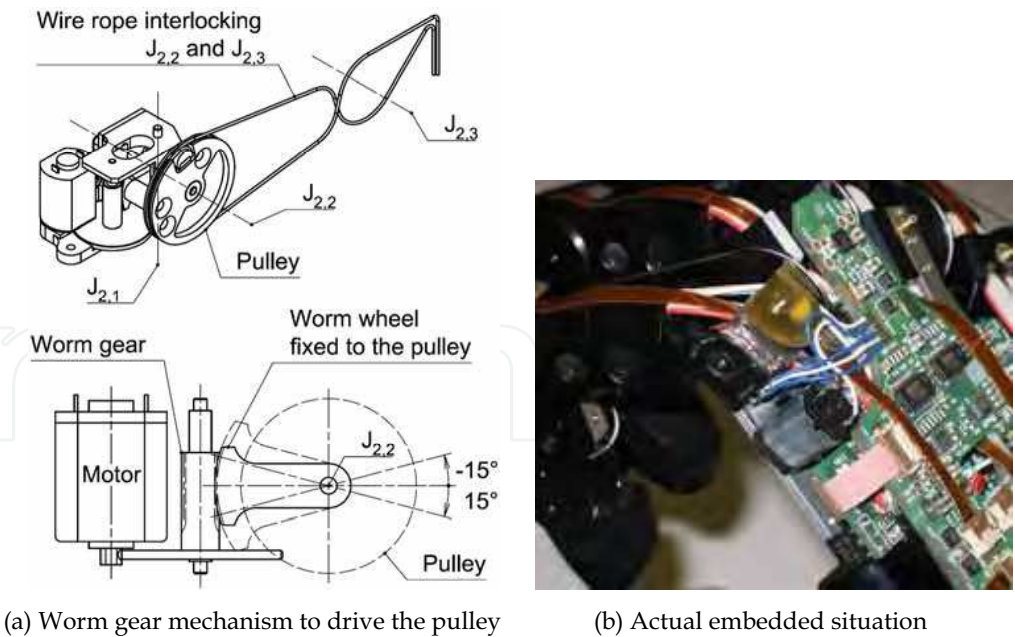 Wire rope interlocking
J2,2 and J2,3
J2,3
J2,2
Pulley
J2,1
Worm wheel
fixed to the pulley
Worm gear
J2,2
Motor
-15°
15°
Pulley
(a) Worm gear mechanism to drive the pulley
(b) Actual embedded situation